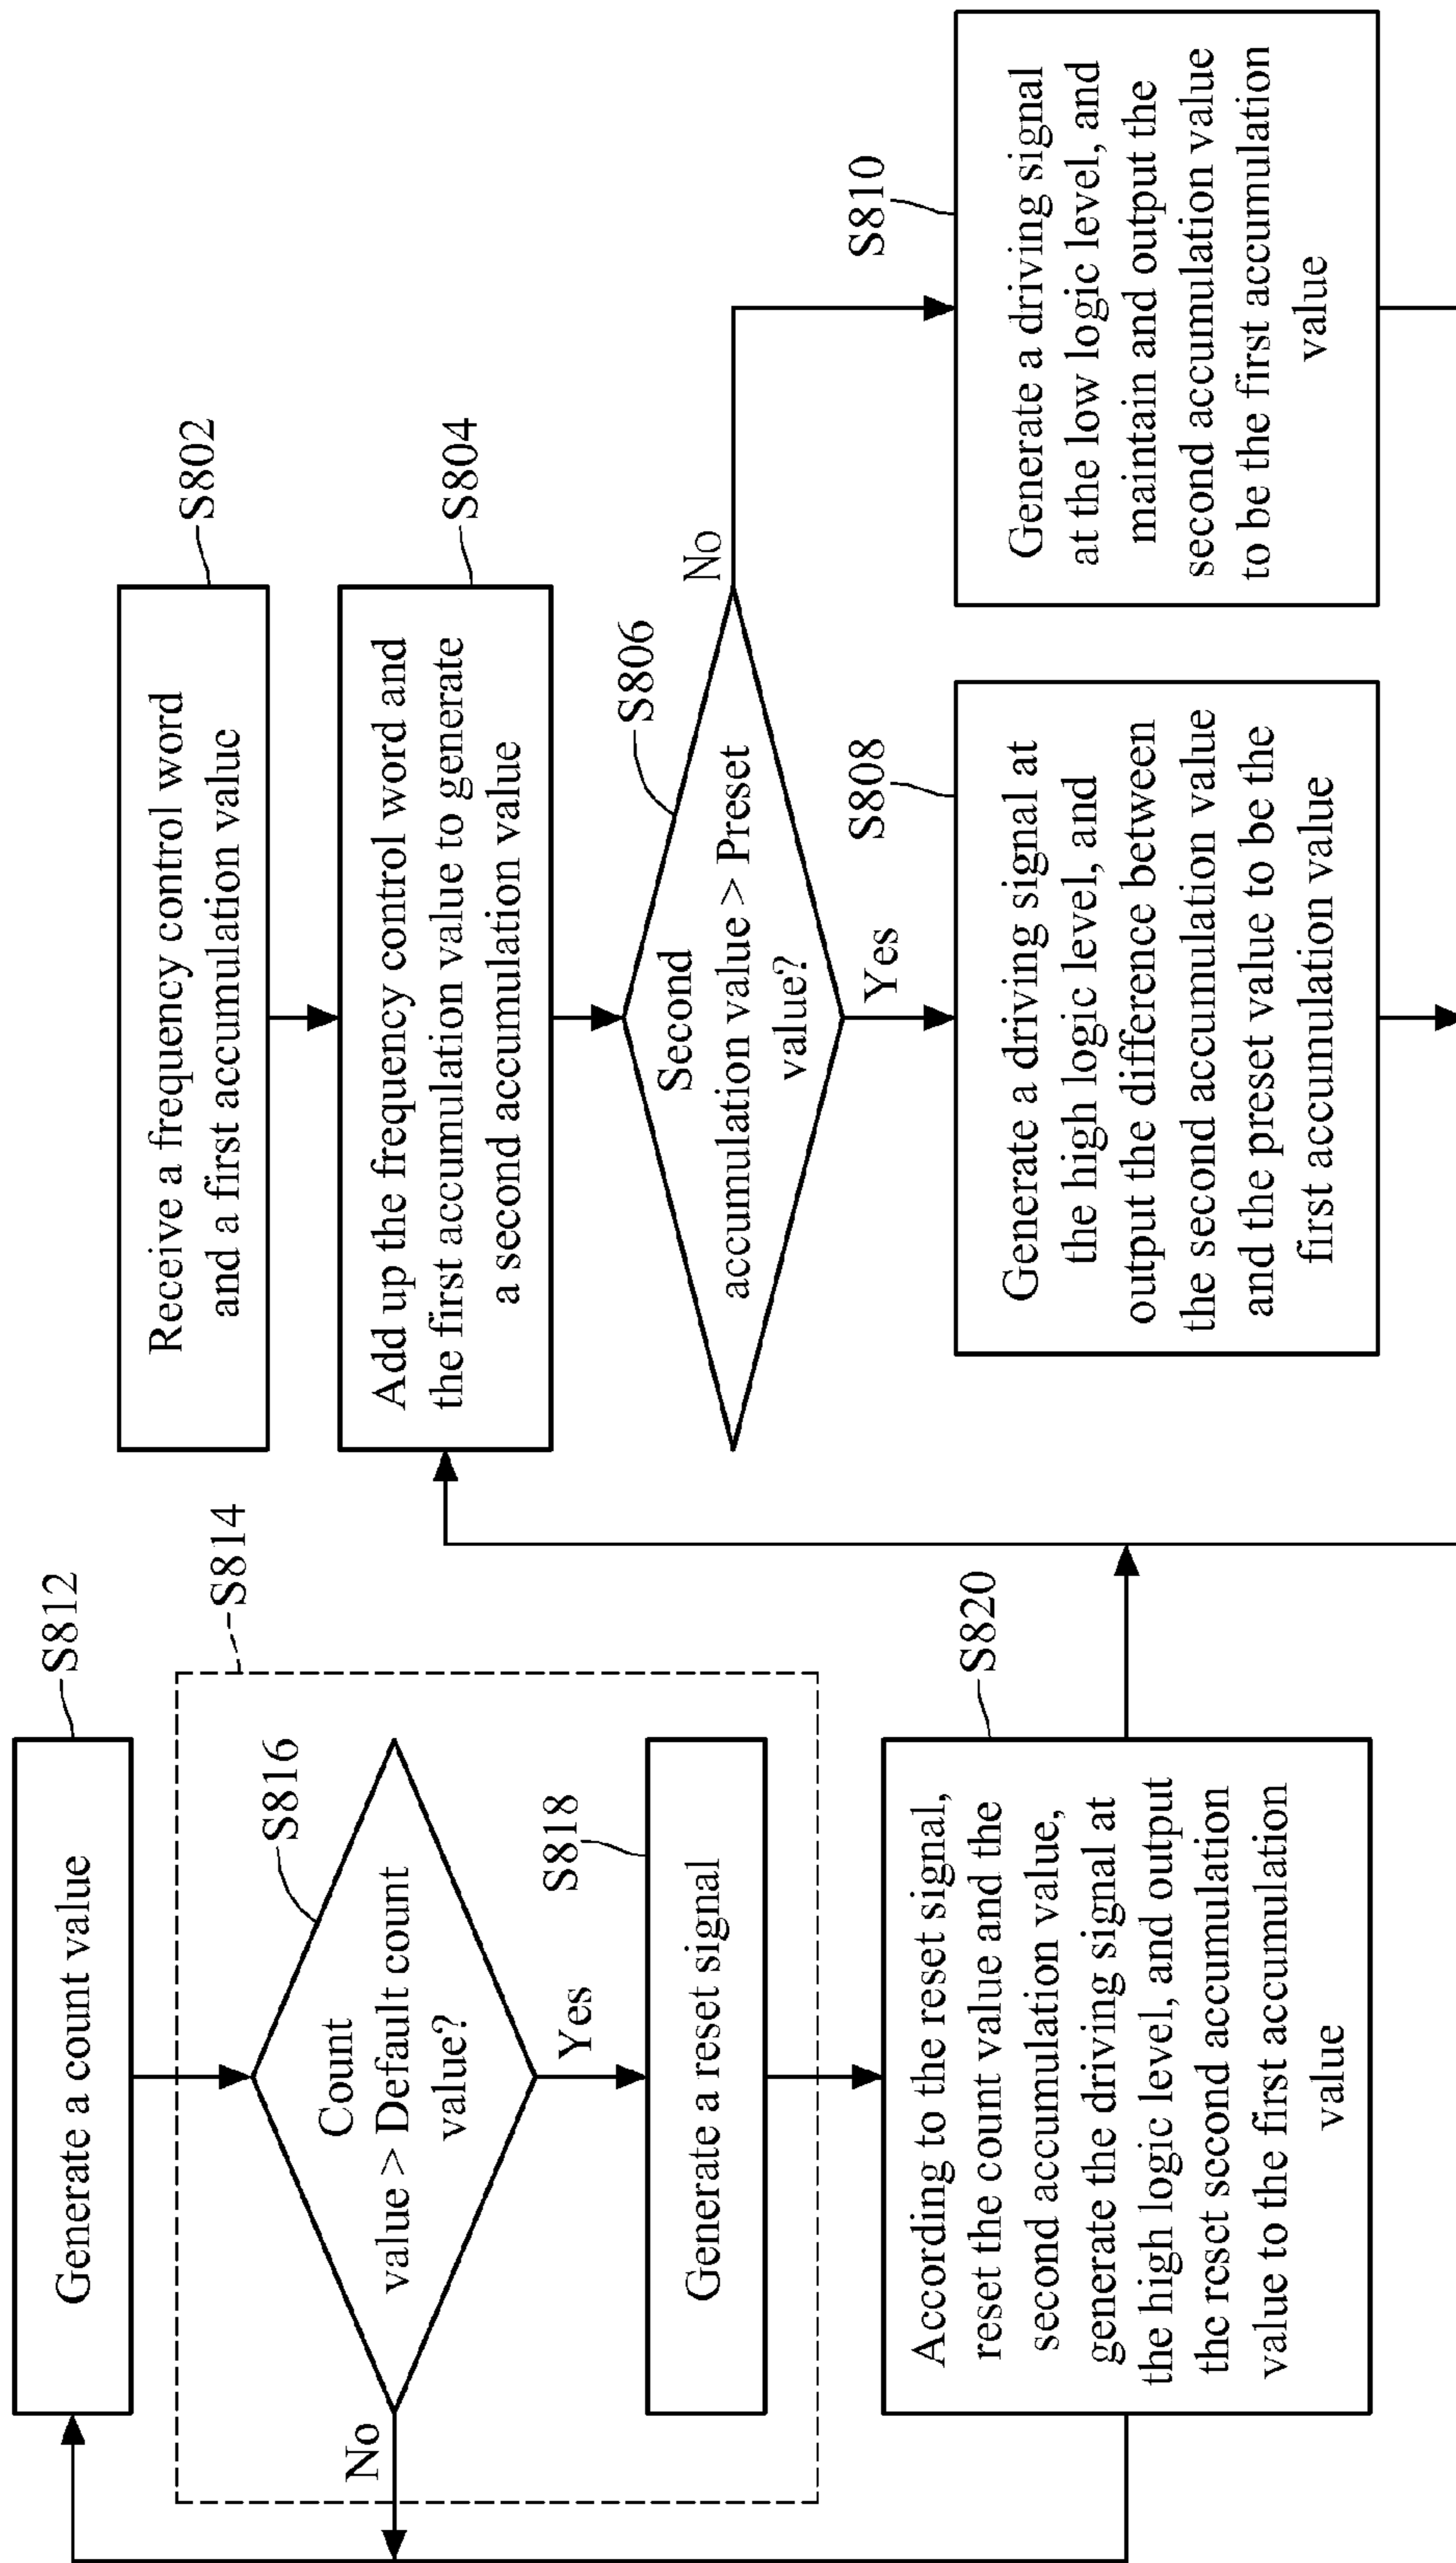 S812
Generate a count value
S814
S816
Count
value > Default count
value?
No
Yes
S818
Generate a reset signal
S820
According to the reset signal,
reset the count value and the
second accumulation value,
generate the driving signal at
the high logic level, and output
the reset second accumulation
value to the first accumulation
value
S802
Receive a frequency control word
and a first accumulation value
S804
Add up the frequency control word and
the first accumulation value to generate
a second accumulation value
S806
Second
accumulation value > Preset
value?
No
Yes
S808
Generate a driving signal at
the high logic level, and
output the difference between
the second accumulation value
and the preset value to be the
first accumulation value
S810
Generate a driving signal
at the low logic level, and
maintain and output the
second accumulation value
to be the first accumulation
value